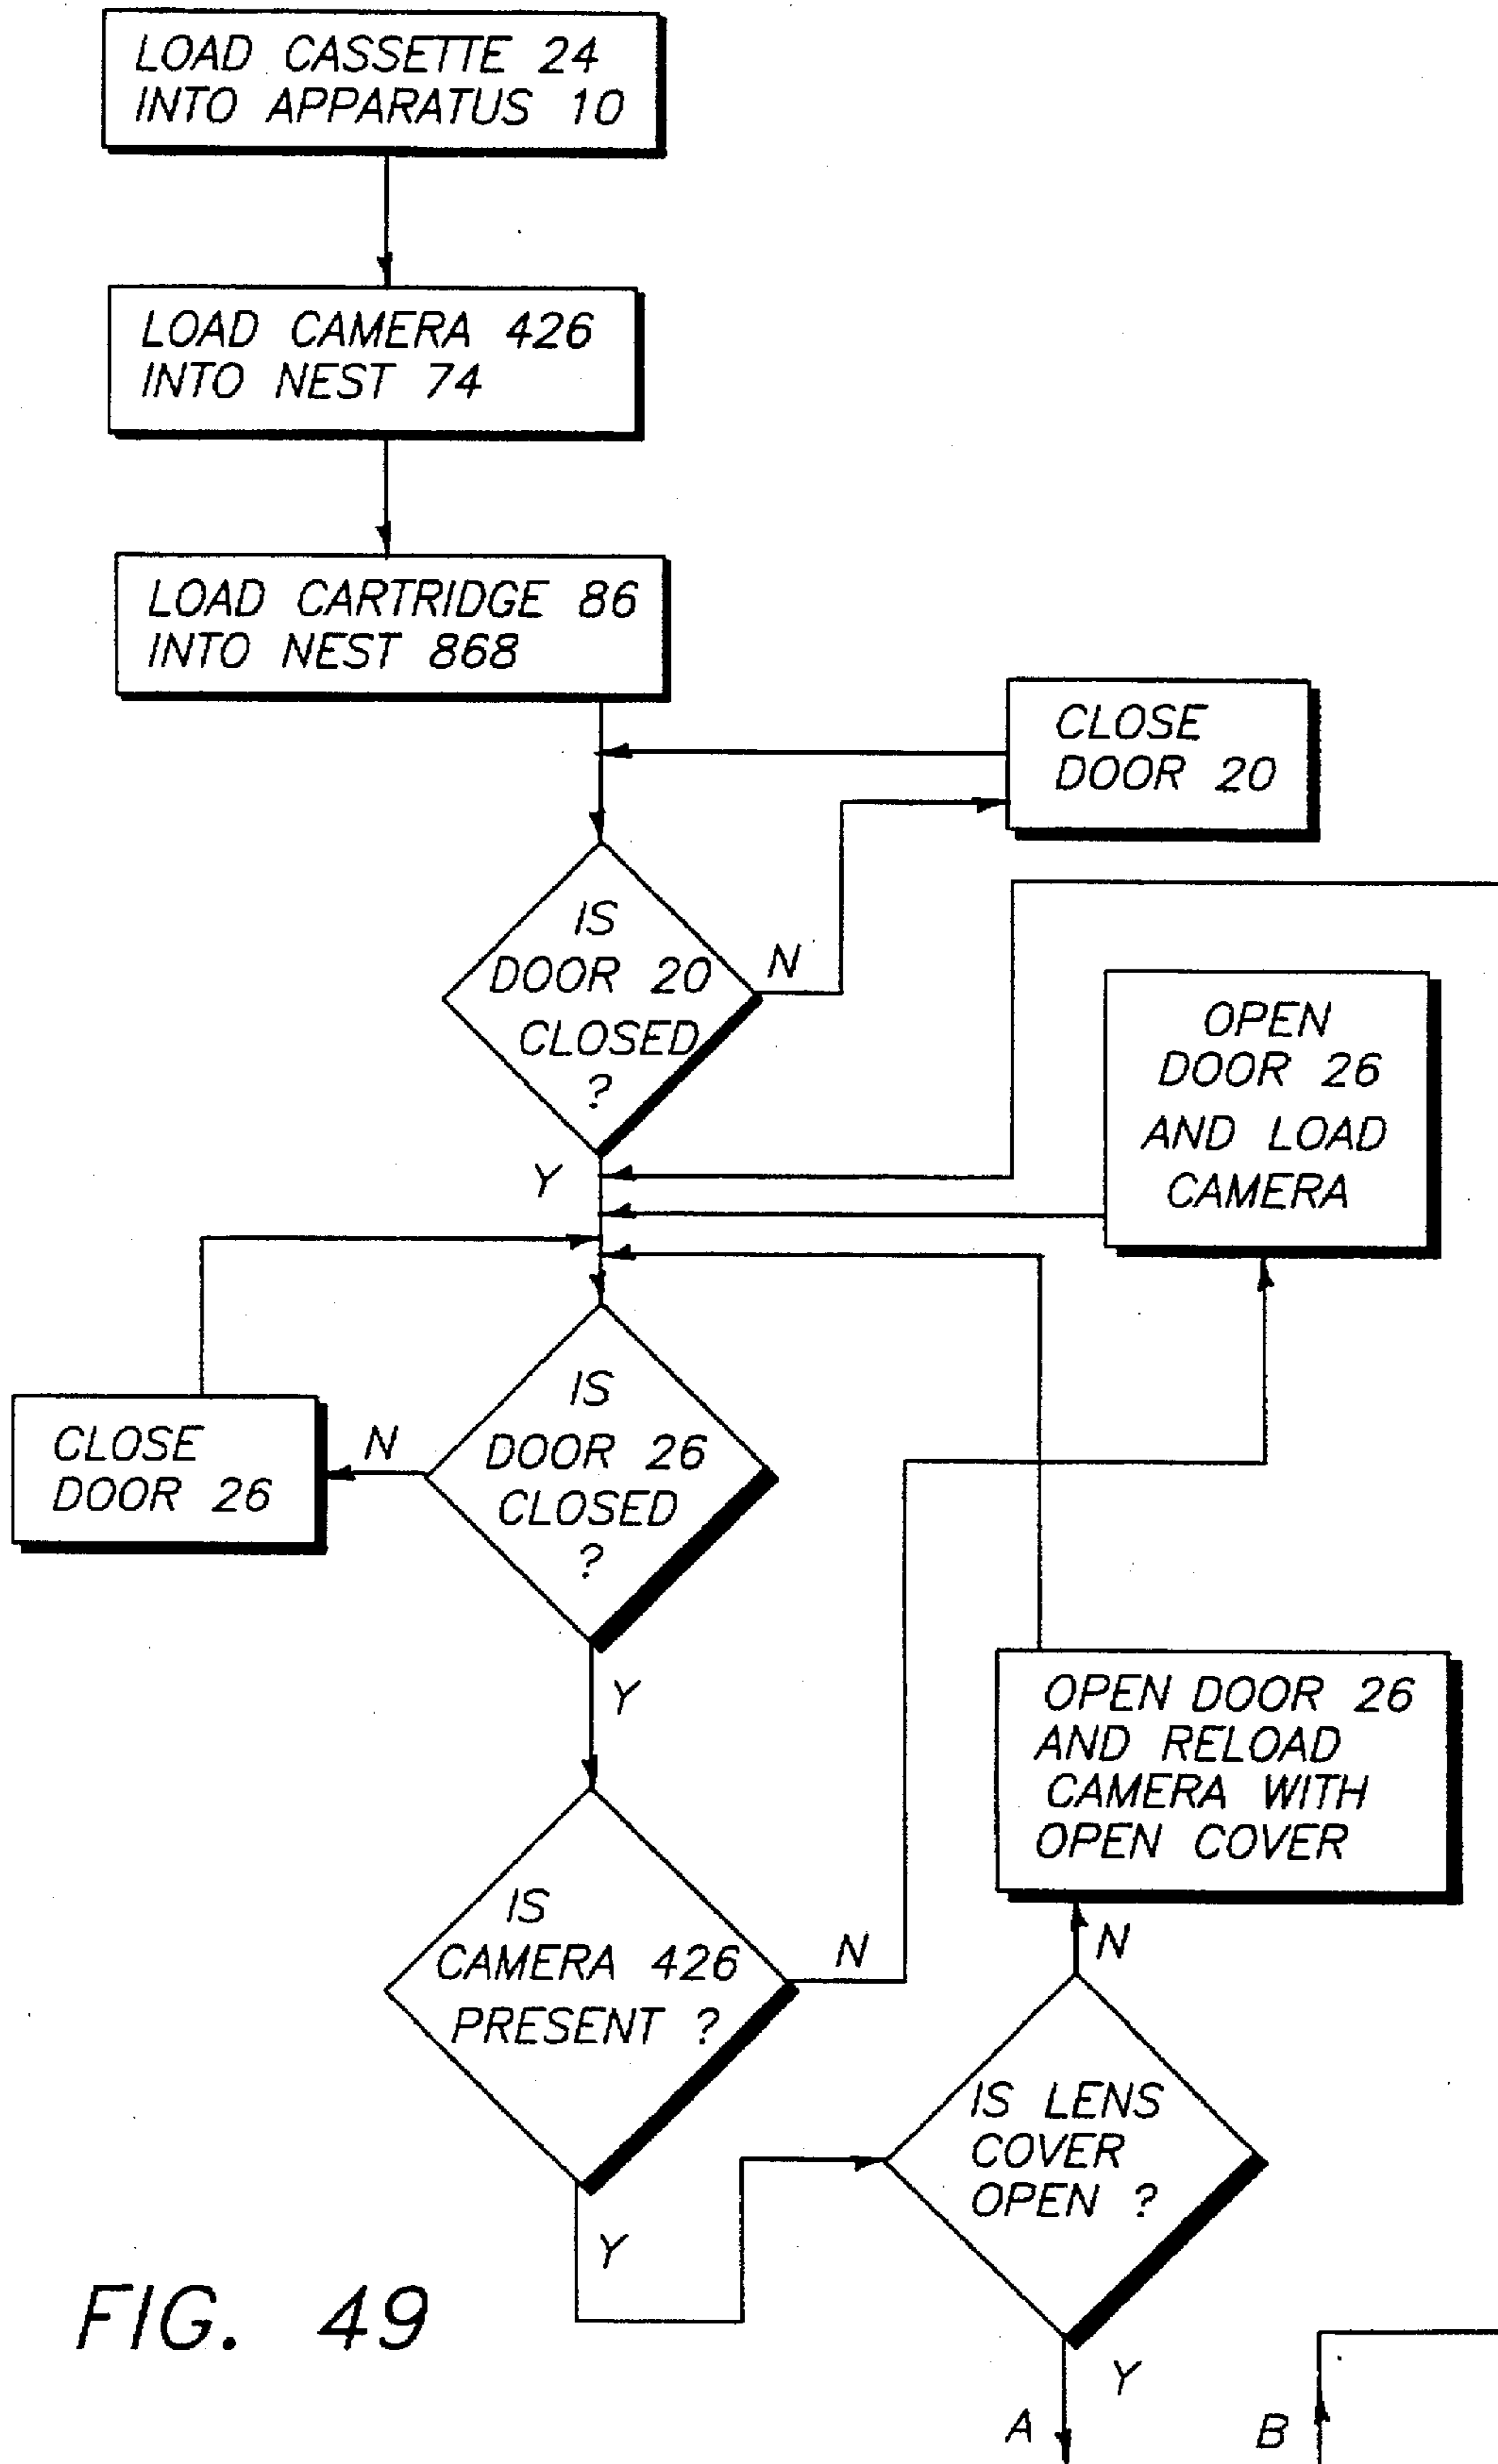 LOAD CASSETTE 24
INTO APPARATUS 10
LOAD CAMERA 426
INTO NEST 74
LOAD CARTRIDGE 86
INTO NEST 868
CLOSE
DOOR 20
IS
DOOR 20
CLOSED
?
N
Y
OPEN
DOOR 26
AND LOAD
CAMERA
IS
DOOR 26
CLOSED
?
N
CLOSE
DOOR 26
Y
OPEN DOOR 26
AND RELOAD
CAMERA WITH
OPEN COVER
IS
CAMERA 426
PRESENT ?
N
N
IS LENS
COVER
OPEN ?
Y
Y
A
B
FIG. 49